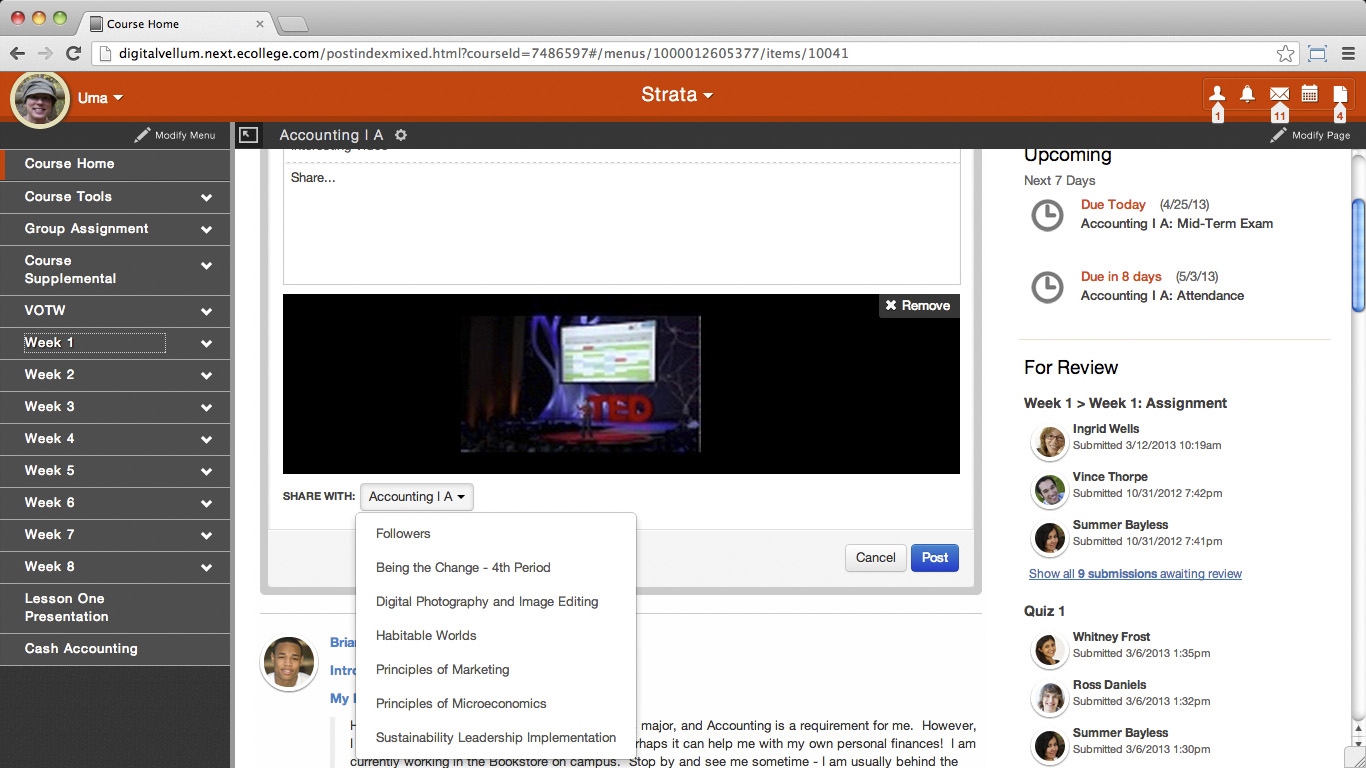 Course Home
digitalvellum.next.ecollege.com/postindexmixed.html?courseId=7486597#/menus/1000012605377/items/10041
Uma
Strata
1
11
4
Modify Menu
Accounting I A
Modify Page
Course Home
Course Tools
Group Assignment
Course
Supplemental
VOTW
Week 1
Week 2
Week 3
Week 4
Week 5
Week 6
Week 7
Week 8
Lesson One
Presentation
Cash Accounting
Interesting video
Share...
Remove
TED
SHARE WITH: Accounting I A
Followers
Being the Change - 4th Period
Digital Photography and Image Editing
Habitable Worlds
Principles of Marketing
Principles of Microeconomics
Sustainability Leadership Implementation
Cancel
Post
major, and Accounting is a requirement for me. However,
I
it can help me with my own personal finances! I am
currently working in the Bookstore on campus. Stop by and see me sometime - I am usually behind the
Upcoming
Next 7 Days
Due Today (4/25/13)
Accounting I A: Mid-Term Exam
Due in 8 days (5/3/13)
Accounting I A: Attendance
For Review
Week 1 > Week 1: Assignment
Ingrid Wells
Submitted 3/12/2013 10:19am
Vince Thorpe
Submitted 10/31/2012 7:42pm
Summer Bayless
Submitted 10/31/2012 7:41pm
Show all 9 submissions awaiting review
Quiz 1
Whitney Frost
Submitted 3/6/2013 1:35pm
Ross Daniels
Submitted 3/6/2013 1:32pm
Summer Bayless
Submitted 3/6/2013 1:30pm